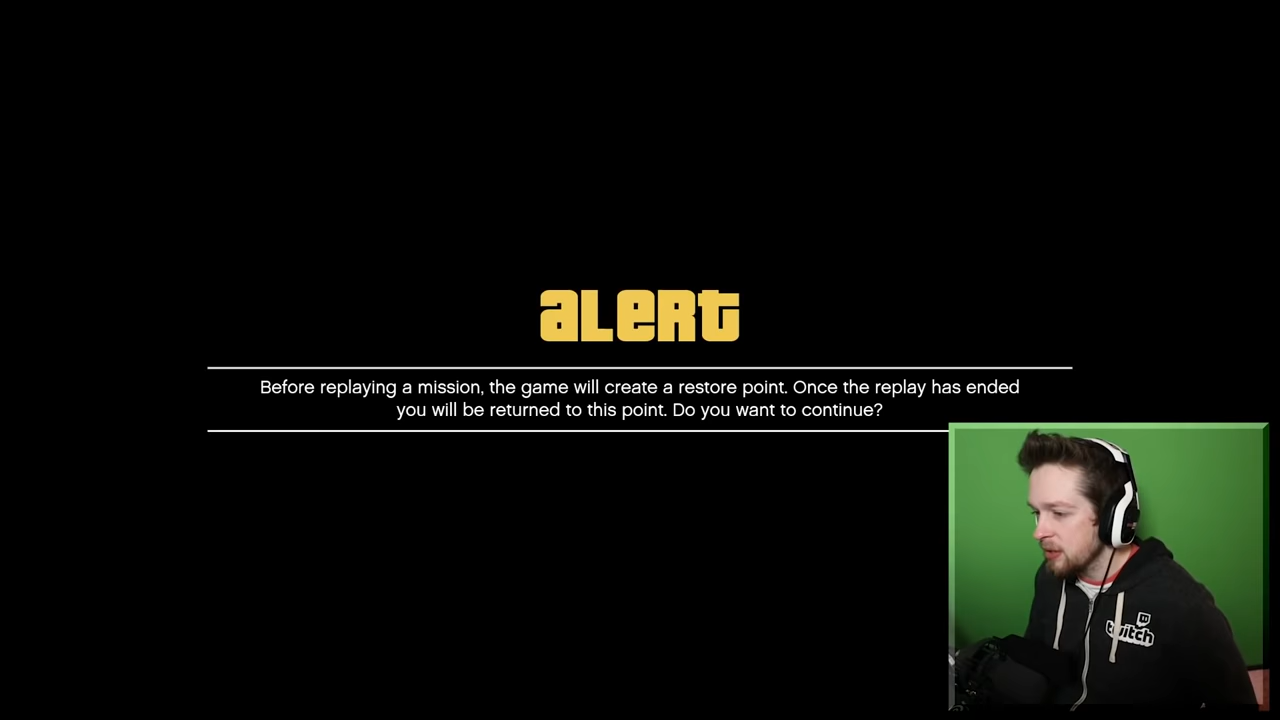 aLeRt
Before replaying a mission, the game will create a restore point. Once the replay has ended
you will be returned to this point. Do you want to continue?
twitch